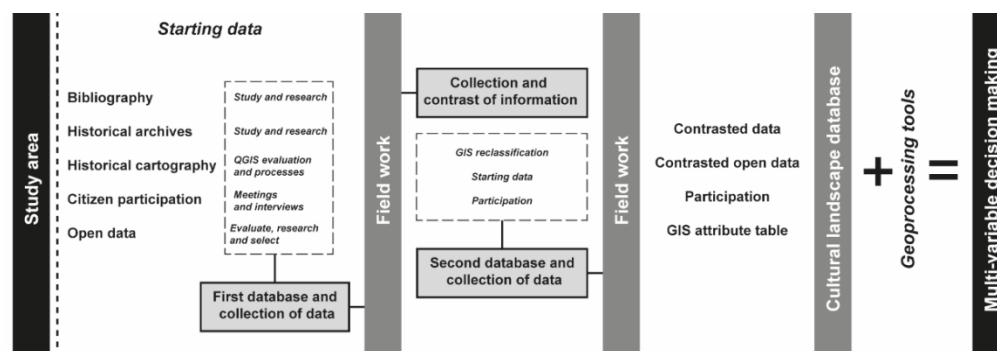 Study area
Starting data
Bibliography
Historical archives
Historical cartography
Citizen participation
Open data
Study and research
Study and research
QGIS evaluation
and processes
Meetings
and interviews
Evaluate, research
and select
First database and
collection of data
Field work
Collection and
contrast of information
GIS reclassification
Starting data
Participation
Second database and
collection of data
Field work
Contrasted data
Contrasted open data
Participation
GIS attribute table
Cultural landscape database
+
Geoprocessing tools
=
Multi-variable decision making